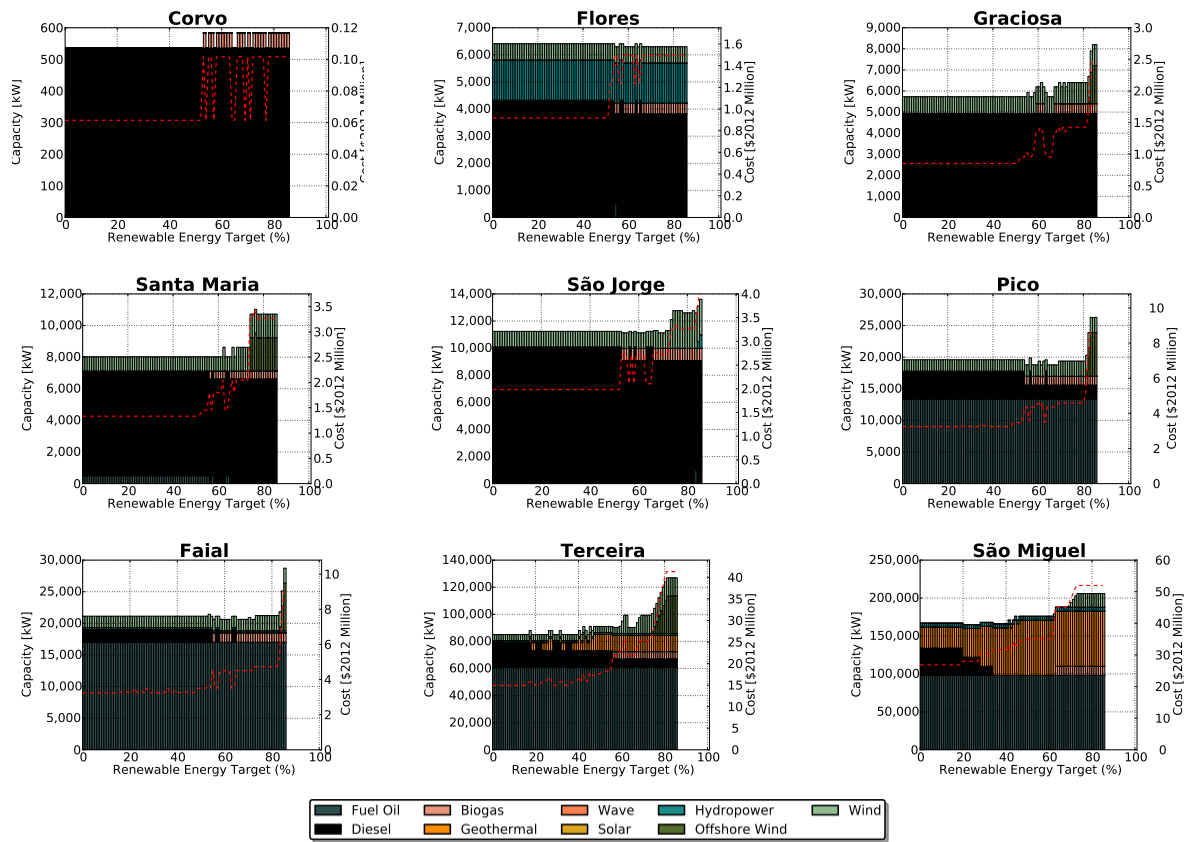 Corvo
600
500
400
300
200
100
0
Capacity [kW]
0 20 40 60 80 100
Renewable Energy Target (%)
0.12
0.10
0.08
0.06
0.04
0.02
0.00
Cost [$2012 Million]
Flores
7,000
6,000
5,000
4,000
3,000
2,000
1,000
0
Capacity [kW]
0 20 40 60 80 100
Renewable Energy Target (%)
1.6
1.4
1.2
1.0
0.8
0.6
0.4
0.2
0.0
Cost [$2012 Million]
Graciosa
9,000
8,000
7,000
6,000
5,000
4,000
3,000
2,000
1,000
0
Capacity [kW]
0 20 40 60 80 100
Renewable Energy Target (%)
3.0
2.5
2.0
1.5
1.0
0.5
0.0
Cost [$2012 Million]
Santa Maria
12,000
10,000
8,000
6,000
4,000
2,000
0
Capacity [kW]
0 20 40 60 80 100
Renewable Energy Target (%)
3.5
3.0
2.5
2.0
1.5
1.0
0.5
0.0
Cost [$2012 Million]
São Jorge
14,000
12,000
10,000
8,000
6,000
4,000
2,000
0
Capacity [kW]
0 20 40 60 80 100
Renewable Energy Target (%)
4.0
3.5
3.0
2.5
2.0
1.5
1.0
0.5
0.0
Cost [$2012 Million]
Pico
30,000
25,000
20,000
15,000
10,000
5,000
0
Capacity [kW]
0 20 40 60 80 100
Renewable Energy Target (%)
10
8
6
4
2
0
Cost [$2012 Million]
Faial
30,000
25,000
20,000
15,000
10,000
5,000
0
Capacity [kW]
0 20 40 60 80 100
Renewable Energy Target (%)
10
8
6
4
2
0
Cost [$2012 Million]
Terceira
140,000
120,000
100,000
80,000
60,000
40,000
20,000
0
Capacity [kW]
0 20 40 60 80 100
Renewable Energy Target (%)
40
35
30
25
20
15
10
5
0
Cost [$2012 Million]
São Miguel
250,000
200,000
150,000
100,000
50,000
0
Capacity [kW]
0 20 40 60 80 100
Renewable Energy Target (%)
60
50
40
30
20
10
0
Cost [$2012 Million]
Fuel Oil Biogas Wave Hydropower Wind
Diesel Geothermal Solar Offshore Wind